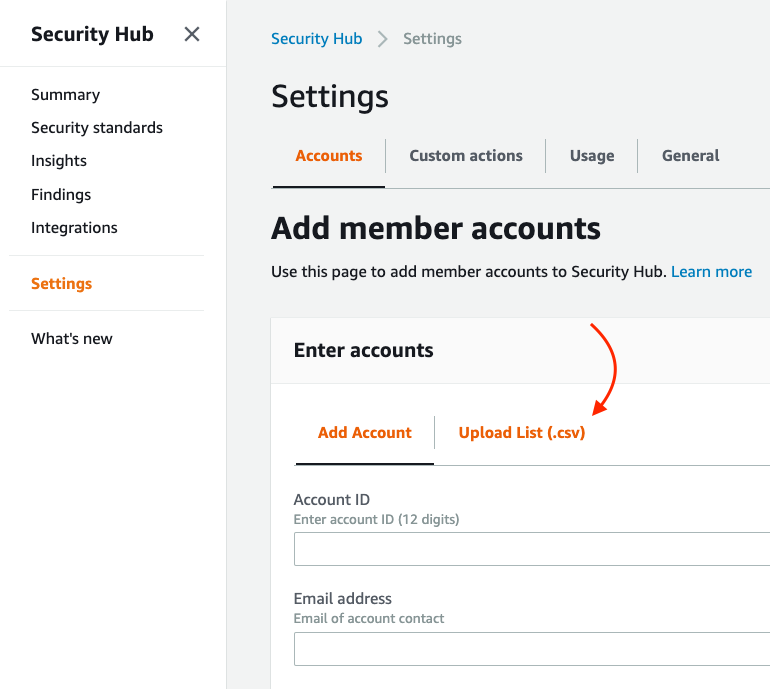 Security Hub
Summary
Security standards
Insights
Findings
Integrations
Settings
What's new
Security Hub Settings
Settings
Accounts Custom actions Usage General
Add member accounts
Use this page to add member accounts to Security Hub. Learn more
Enter accounts
Add Account Upload List (.csv)
Account ID
Enter account ID (12 digits)
Email address
Email of account contact